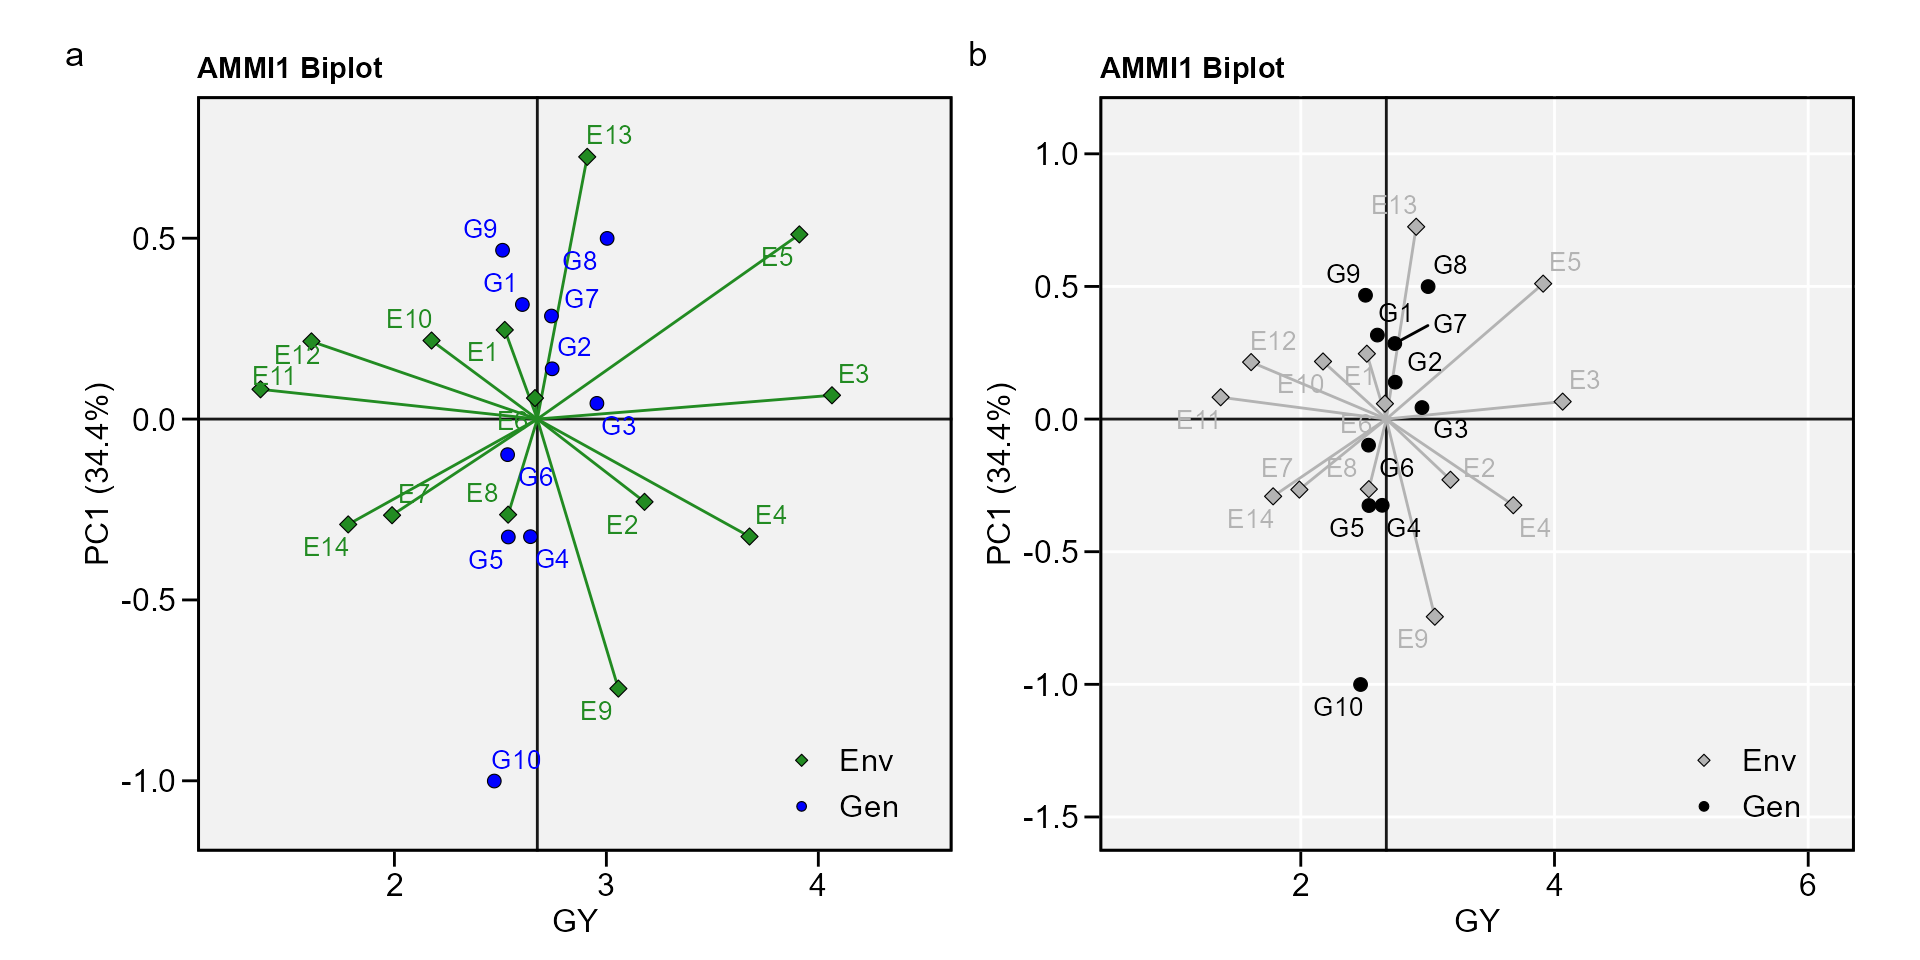 a
AMMI1 Biplot
E13
G9
G8
E5
G1
G7
E10
E12
E1
G2
E11
E3
E6
G3
G6
E7
E8
E2
E4
E14
G5
G4
E9
G10
Env
Gen
0.5
0.0
-0.5
-1.0
PC1 (34.4%)
2
3
4
GY
b
AMMI1 Biplot
E13
G9
G8
E5
G1
G7
E12
G2
E10
E1
E3
E11
E6
G3
E7
E8
G6
E2
E14
G5
G4
E4
E9
G10
Env
Gen
1.0
0.5
0.0
-0.5
-1.0
-1.5
PC1 (34.4%)
2
4
6
GY